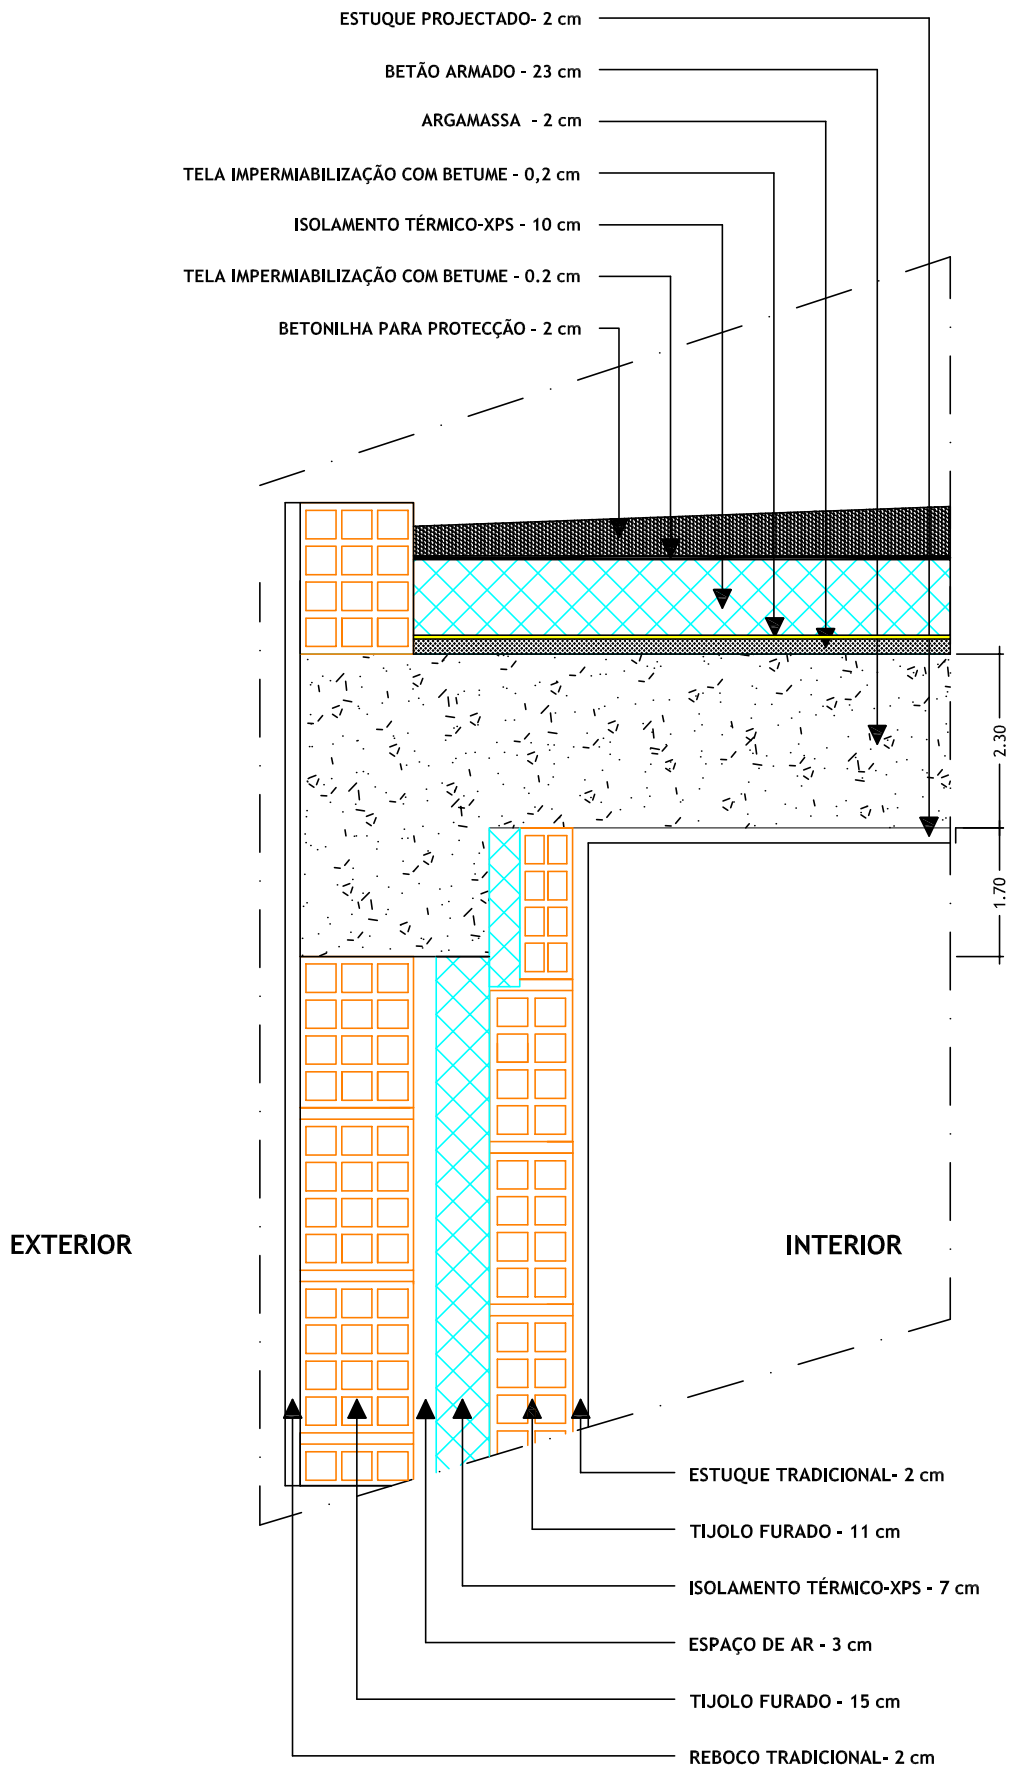 ESTUQUE PROJECTADO- 2 cm
BETÃO ARMADO - 23 cm
ARGAMASSA - 2 cm
TELA IMPERMIABILIZAÇÃO COM BETUME - 0,2 cm
ISOLAMENTO TÉRMICO-XPS - 10 cm
TELA IMPERMIABILIZAÇÃO COM BETUME - 0.2 cm
BETONILHA PARA PROTECÇÃO - 2 cm
2.30
1.70
EXTERIOR
INTERIOR
ESTUQUE TRADICIONAL- 2 cm
TIJOLO FURADO - 11 cm
ISOLAMENTO TÉRMICO-XPS - 7 cm
ESPAÇO DE AR - 3 cm
TIJOLO FURADO - 15 cm
REBOCO TRADICIONAL- 2 cm